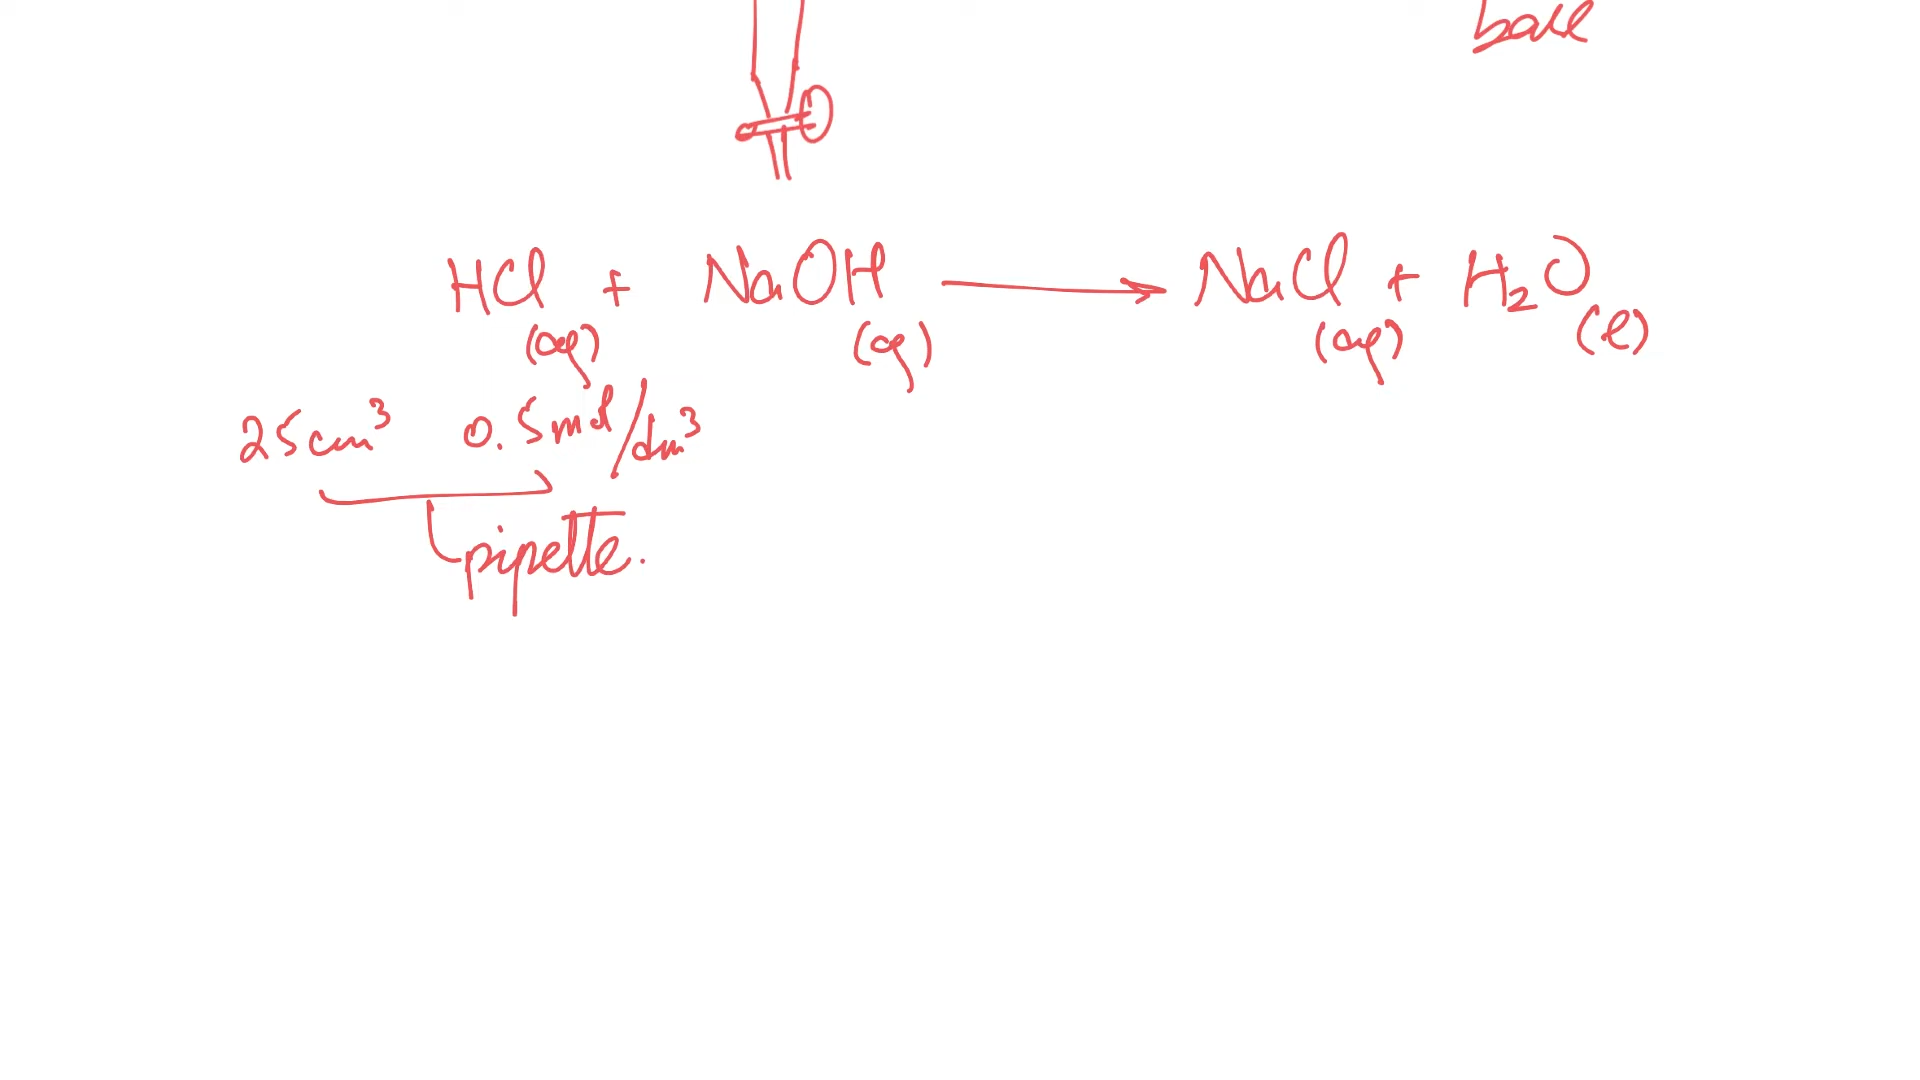 base
HCl + NaOH ⟶ NaCl + H₂O
(aq) (aq) (aq) (l)
25cm³ 0.5mol/dm³
pipette.